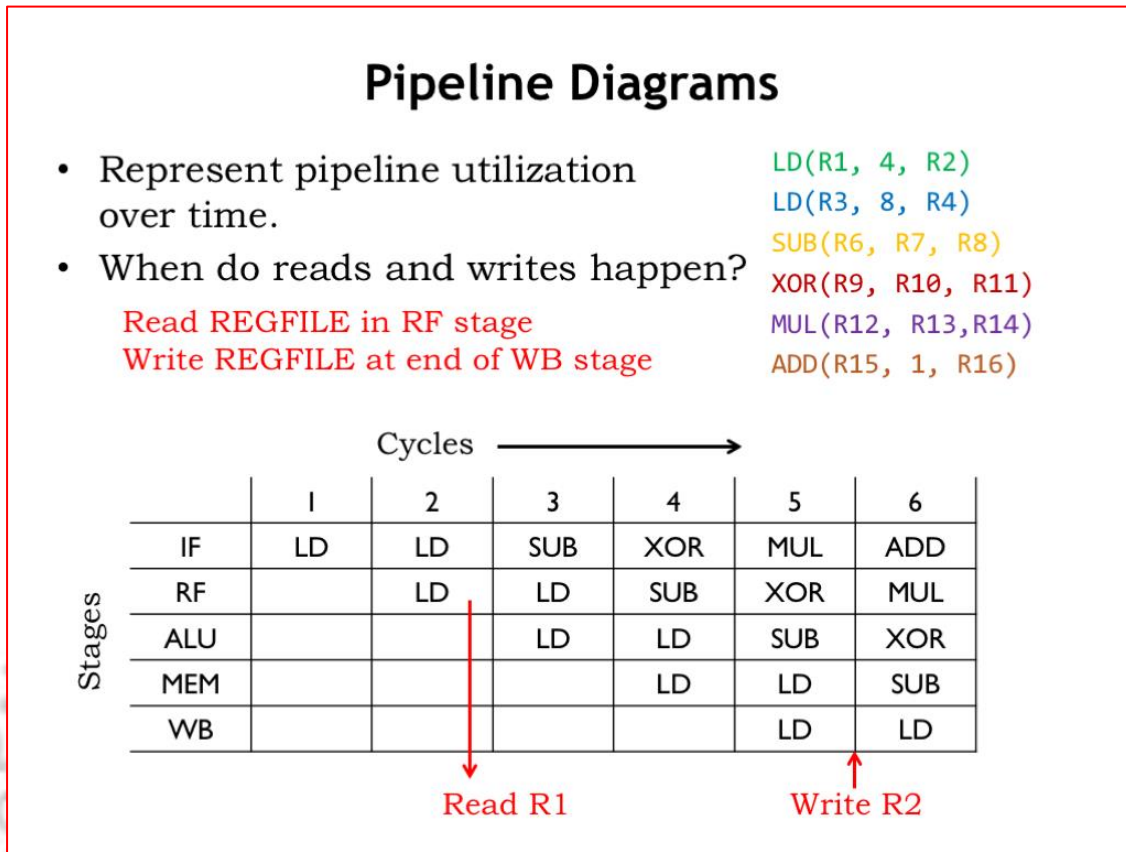 Pipeline Diagrams
• Represent pipeline utilization
over time.
• When do reads and writes happen?
Read REGFILE in RF stage
Write REGFILE at end of WB stage
LD(R1, 4, R2)
LD(R3, 8, R4)
SUB(R6, R7, R8)
XOR(R9, R10, R11)
MUL(R12, R13,R14)
ADD(R15, 1, R16)
Cycles
1 2 3 4 5 6
Stages
IF LD LD SUB XOR MUL ADD
RF LD LD SUB XOR MUL
ALU LD LD SUB XOR
MEM LD LD SUB
WB LD LD
Read R1 Write R2